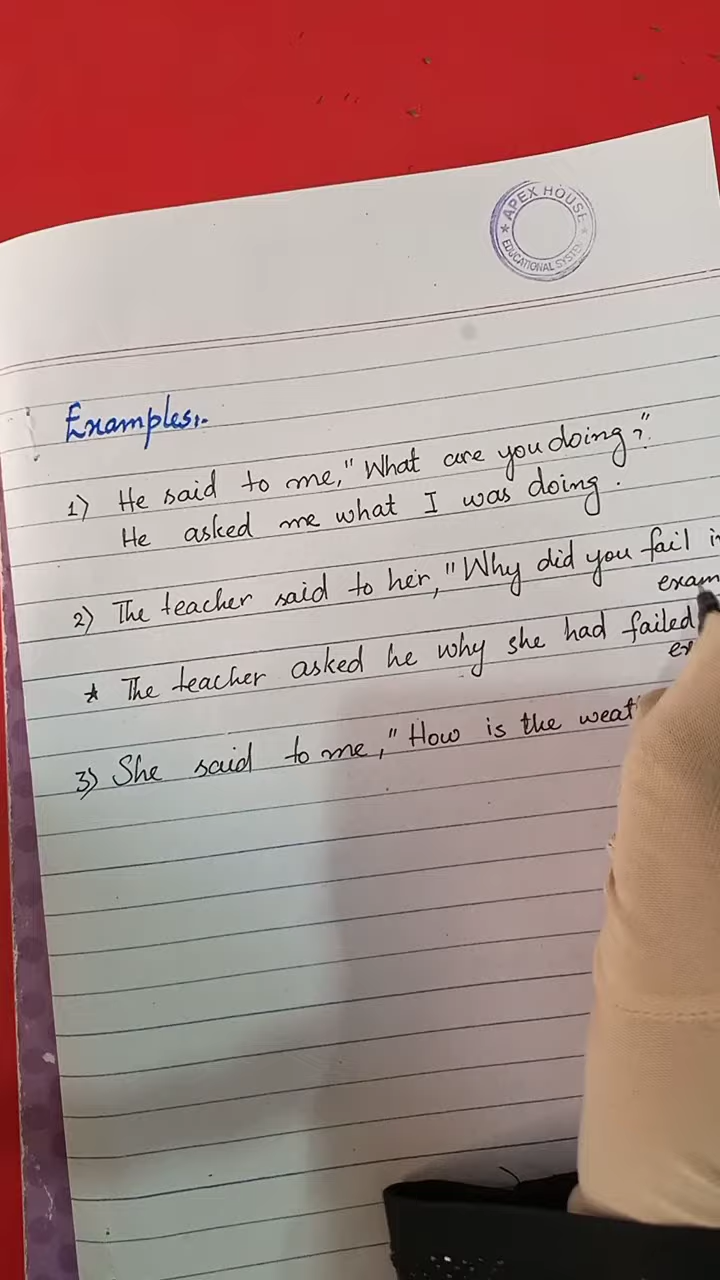 APEX HOUSE
EDUCATIONAL SYSTEM
Examples:.
1) He said to me, "What are you doing?"
He asked me what I was doing.
2) The teacher said to her, "Why did you fail
exam
* The teacher asked he why she had failed
3) She said to me, "How is the